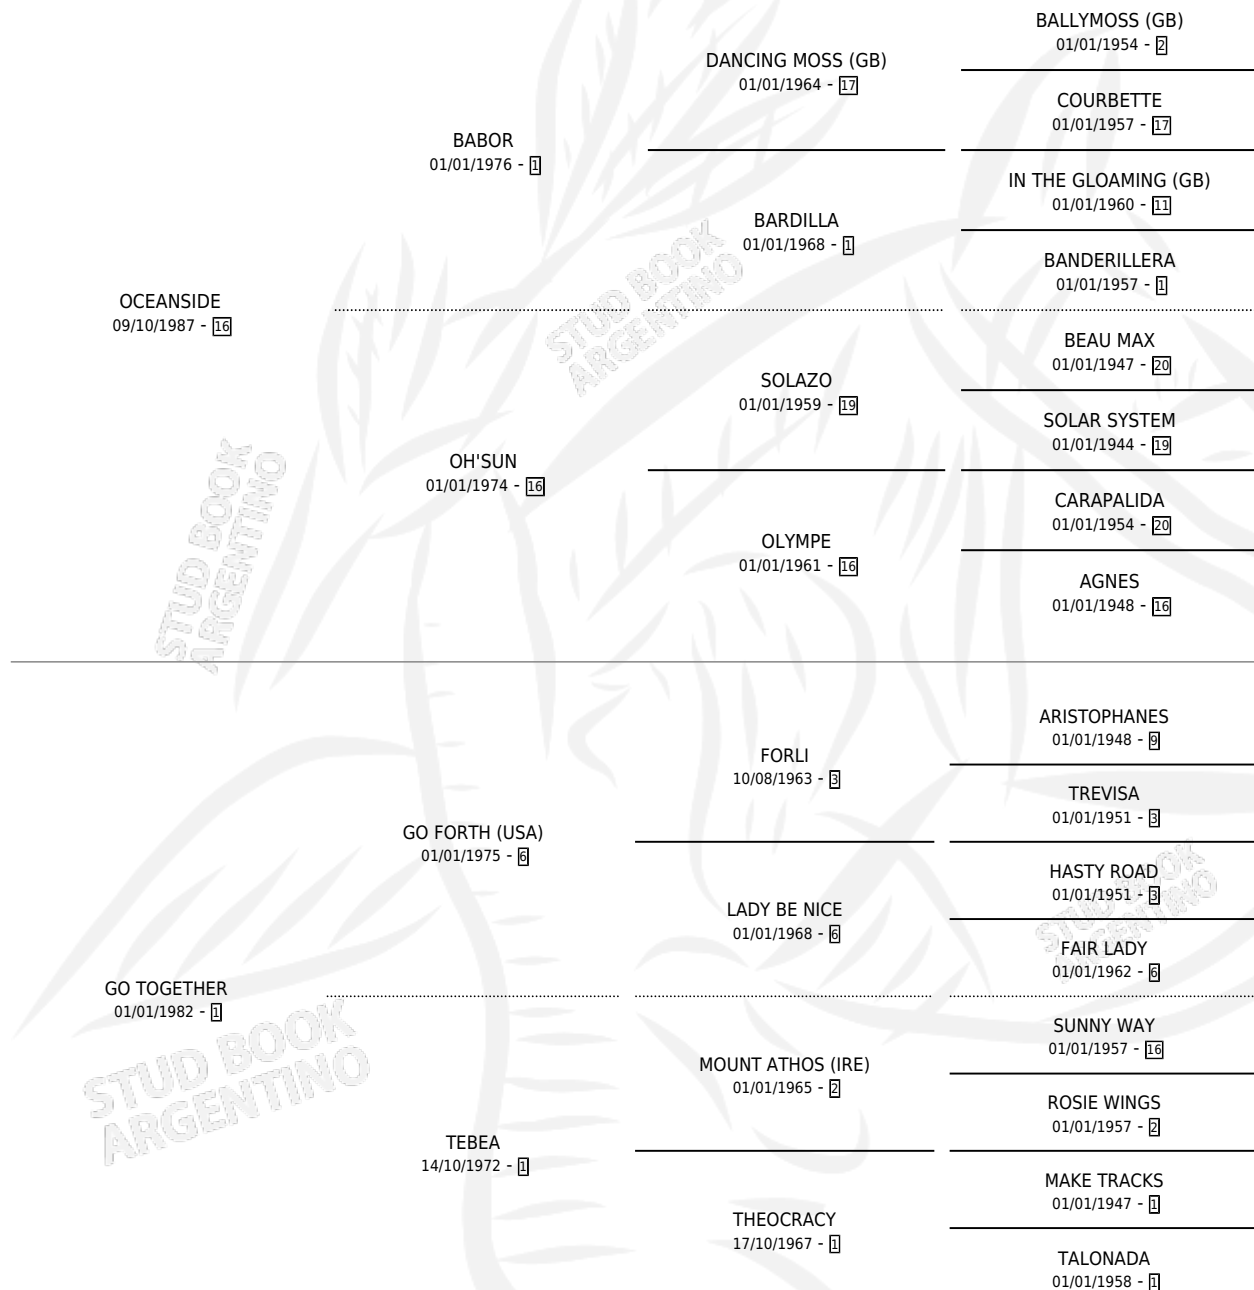 BALLYMOSS (GB)
01/01/1954 - 2
DANCING MOSS (GB)
01/01/1964 - 17
COURBETTE
01/01/1957 - 17
BABOR
01/01/1976 - 1
IN THE GLOAMING (GB)
01/01/1960 - 11
BARDILLA
01/01/1968 - 1
BANDERILLERA
01/01/1957 - 1
OCEANSIDE
09/10/1987 - 16
BEAU MAX
01/01/1947 - 20
SOLAZO
01/01/1959 - 19
SOLAR SYSTEM
01/01/1944 - 19
OH'SUN
01/01/1974 - 16
CARAPALIDA
01/01/1954 - 20
OLYMPE
01/01/1961 - 16
AGNES
01/01/1948 - 16
STUD BOOK
ARGENTINO
STUD BOOK
ARGENTINO
ARISTOPHANES
01/01/1948 - 9
FORLI
10/08/1963 - 3
TREVISA
01/01/1951 - 3
GO FORTH (USA)
01/01/1975 - 6
HASTY ROAD
01/01/1951 - 3
LADY BE NICE
01/01/1968 - 6
FAIR LADY
01/01/1962 - 6
GO TOGETHER
01/01/1982 - 1
SUNNY WAY
01/01/1957 - 16
MOUNT ATHOS (IRE)
01/01/1965 - 2
ROSIE WINGS
01/01/1957 - 2
TEBEA
14/10/1972 - 1
MAKE TRACKS
01/01/1947 - 1
THEOCRACY
17/10/1967 - 1
TALONADA
01/01/1958 - 1
STUD BOOK
ARGENTINO
STUD BOOK
ARGENTINO